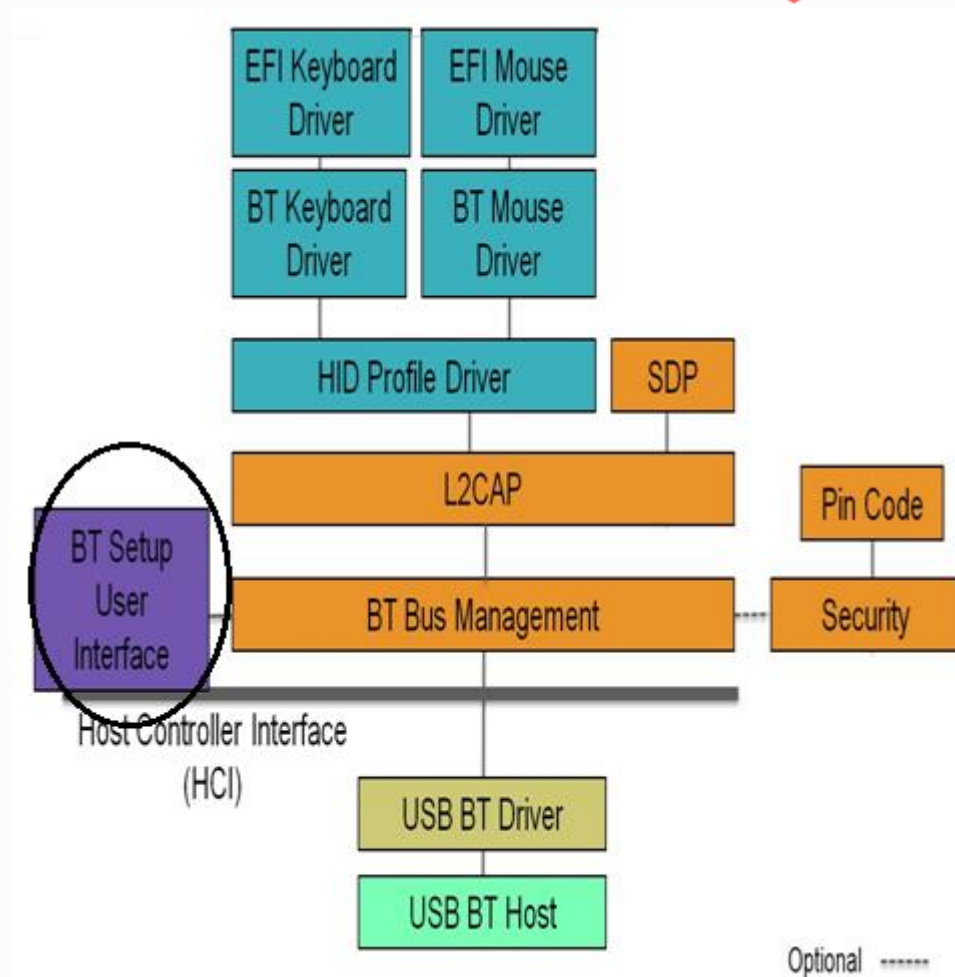 EFI Keyboard
Driver
EFI Mouse
Driver
BT Keyboard
Driver
BT Mouse
Driver
HID Profile Driver
SDP
L2CAP
Pin Code
BT Setup
User
Interface
BT Bus Management
Security
Host Controller Interface
(HCI)
USB BT Driver
USB BT Host
Optional ------